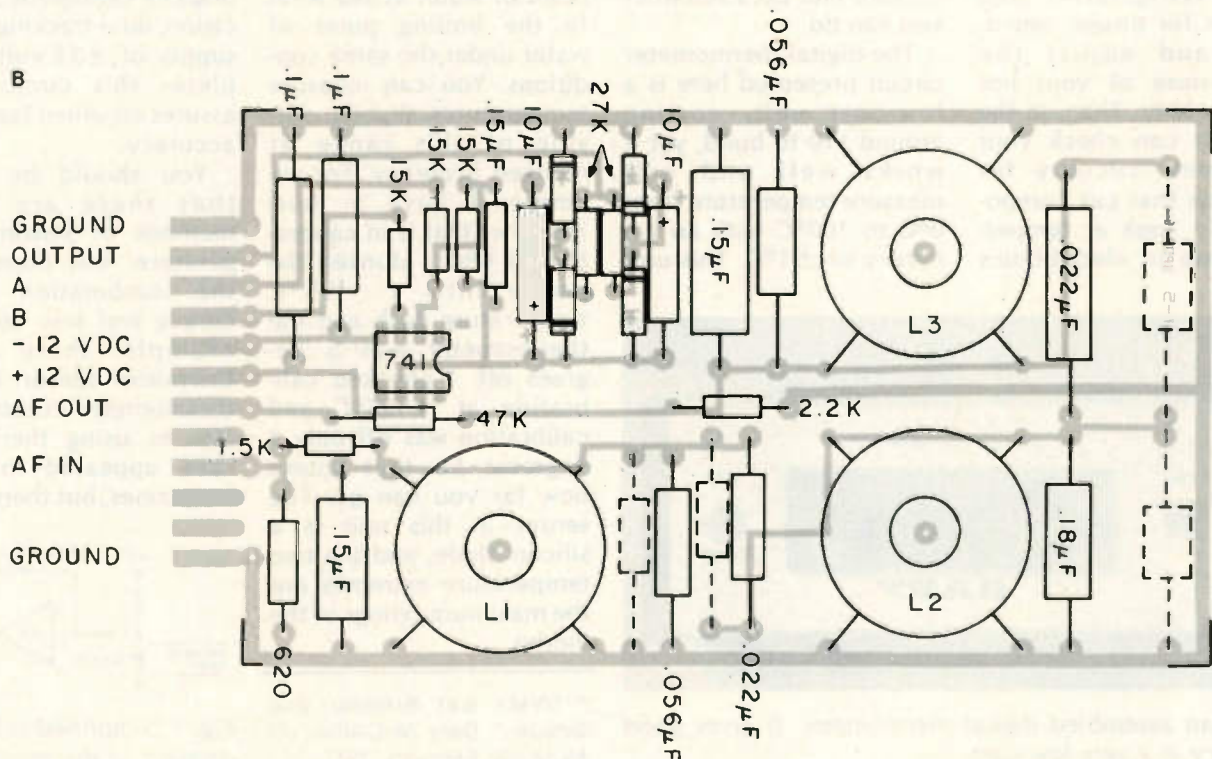 B
.1µF
.1µF
15K
15K
15K
10µF
27K
10µF
.15µF
.056µF
L3
.022µF
GROUND
OUTPUT
A
B
-12 VDC
+12 VDC
AF OUT
AF IN
GROUND
741
47K
1.5K
2.2K
620
.15µF
L1
.056µF
.022µF
L2
.18µF